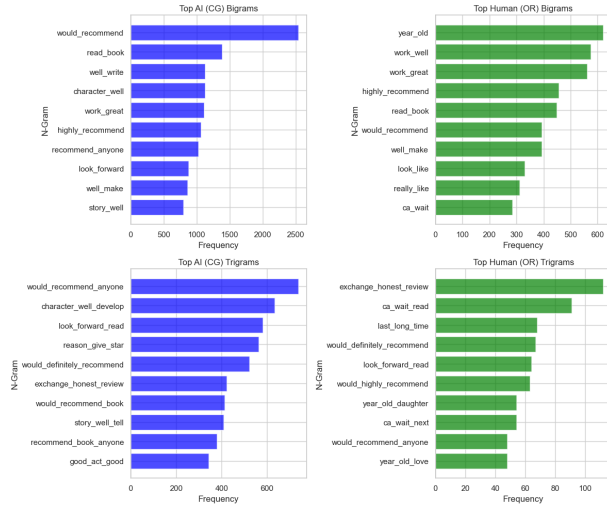 Top AI (CG) Bigrams
N-Gram
would_recommend
read_book
well_write
character_well
work_great
highly_recommend
recommend_anyone
look_forward
well_make
story_well
0 500 1000 1500 2000 2500
Frequency
Top Human (OR) Bigrams
N-Gram
year_old
work_well
work_great
highly_recommend
read_book
would_recommend
well_make
look_like
really_like
ca_wait
0 100 200 300 400 500 600
Frequency
Top AI (CG) Trigrams
N-Gram
would_recommend_anyone
character_well_develop
look_forward_read
reason_give_star
would_definitely_recommend
exchange_honest_review
would_recommend_book
story_well_tell
recommend_book_anyone
good_act_good
0 200 400 600
Frequency
Top Human (OR) Trigrams
N-Gram
exchange_honest_review
ca_wait_read
last_long_time
would_definitely_recommend
look_forward_read
would_highly_recommend
year_old_daughter
ca_wait_next
would_recommend_anyone
year_old_love
0 20 40 60 80 100
Frequency